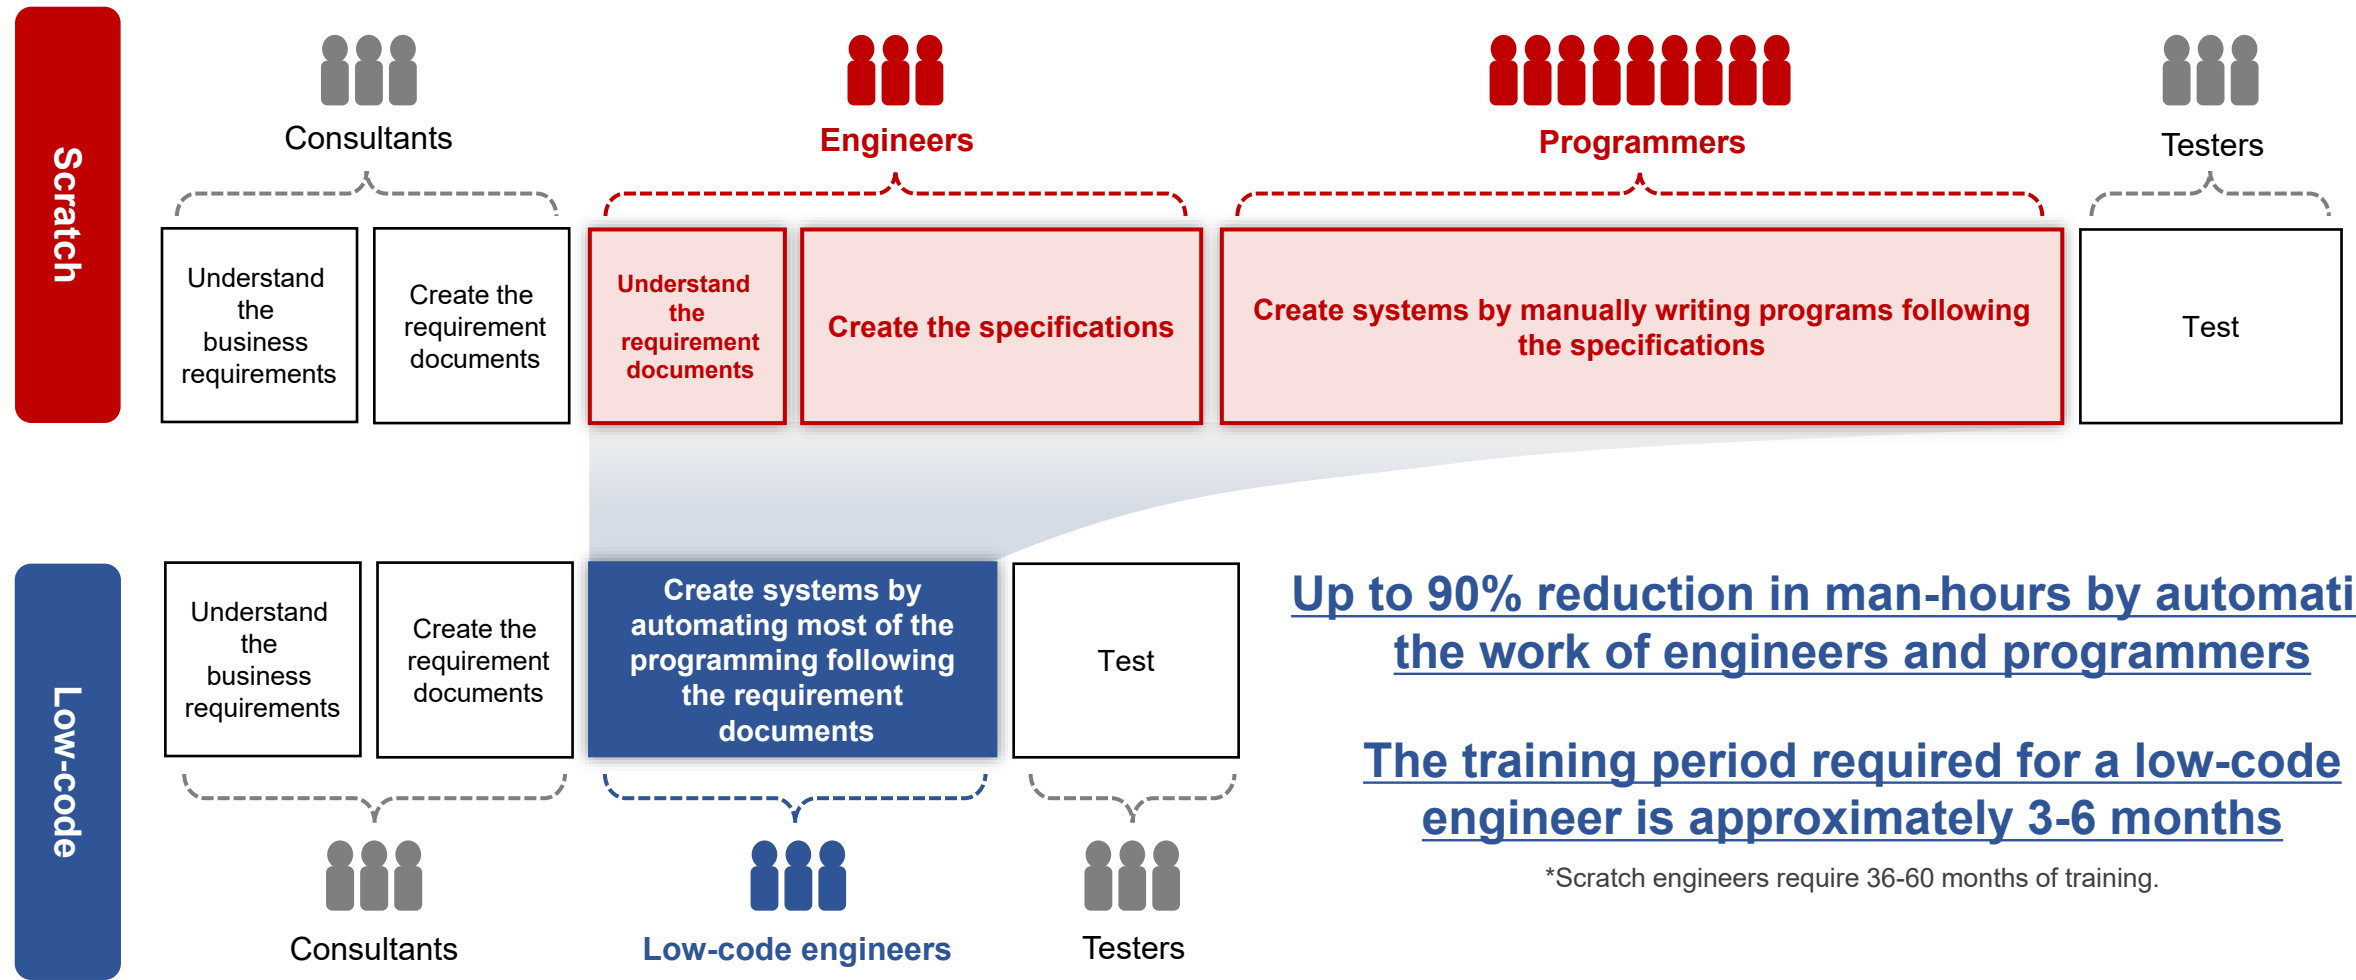 Scratch
Consultants
Engineers
Programmers
Testers
Understand
the
business
requirements
Create the
requirement
documents
Understand
the
requirement
documents
Create the specifications
Create systems by manually writing programs following
the specifications
Test
Low-code
Understand
the
business
requirements
Create the
requirement
documents
Create systems by
automating most of the
programming following
the requirement
documents
Test
Consultants
Low-code engineers
Testers
Up to 90% reduction in man-hours by automati
the work of engineers and programmers
The training period required for a low-code
engineer is approximately 3-6 months
*Scratch engineers require 36-60 months of training.